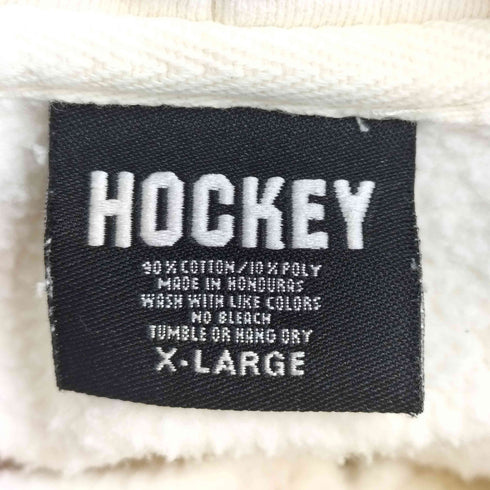 HOCKEY
90% COTTON/10% POLY
MADE IN HONDURAS
WASH WITH LIKE COLORS
NO BLEACH
TUMBLE OR HANG DRY
X-LARGE